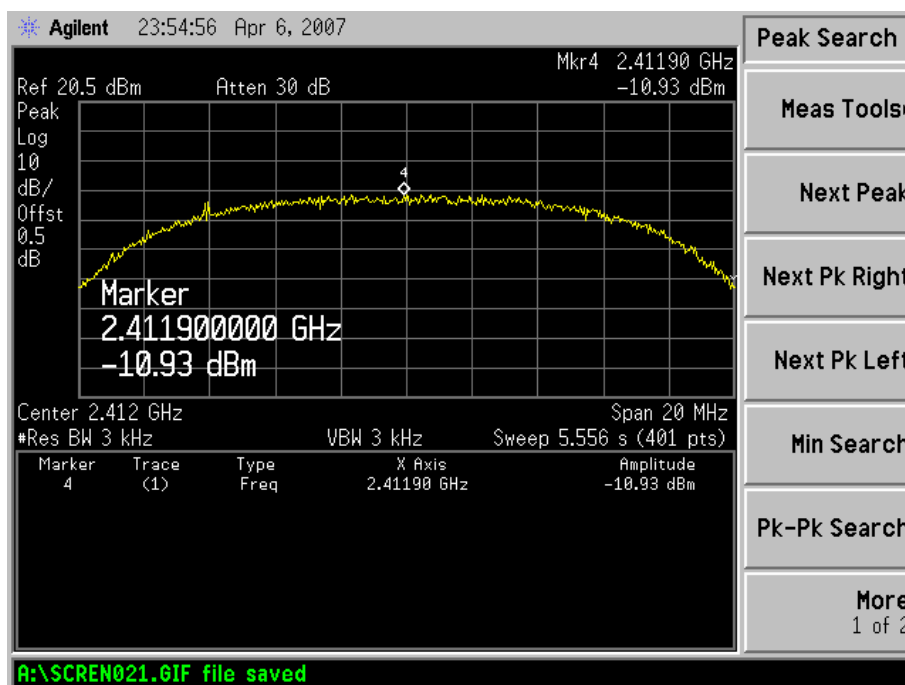 Agilent 23:54:56 Apr 6, 2007
Peak Search
Mkr4 2.41190 GHz
Ref 20.5 dBm Atten 30 dB -10.93 dBm
Peak
Log
10
dB/
Offst
0.5
dB
4
Marker
2.411900000 GHz
-10.93 dBm
Center 2.412 GHz Span 20 MHz
#Res BW 3 kHz VBW 3 kHz Sweep 5.556 s (401 pts)
Marker Trace Type X Axis Amplitude
4 (1) Freq 2.41190 GHz -10.93 dBm
Meas Tools
Next Peak
Next Pk Right
Next Pk Left
Min Search
Pk-Pk Search
More
1 of 2
A:\SCREN021.GIF file saved